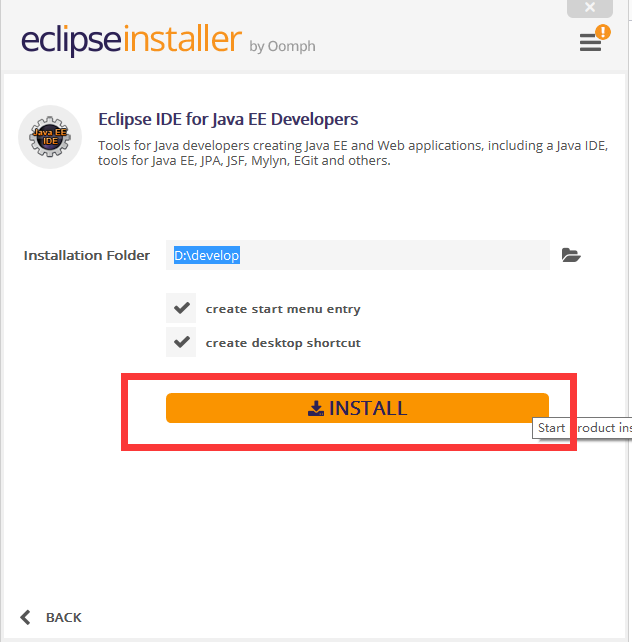 eclipseinstaller by Oomph
!
Java EE
IDE
Eclipse IDE for Java EE Developers
Tools for Java developers creating Java EE and Web applications, including a Java IDE,
tools for Java EE, JPA, JSF, Mylyn, EGit and others.
Installation Folder D:\develop
create start menu entry
create desktop shortcut
INSTALL
Start product ins
BACK